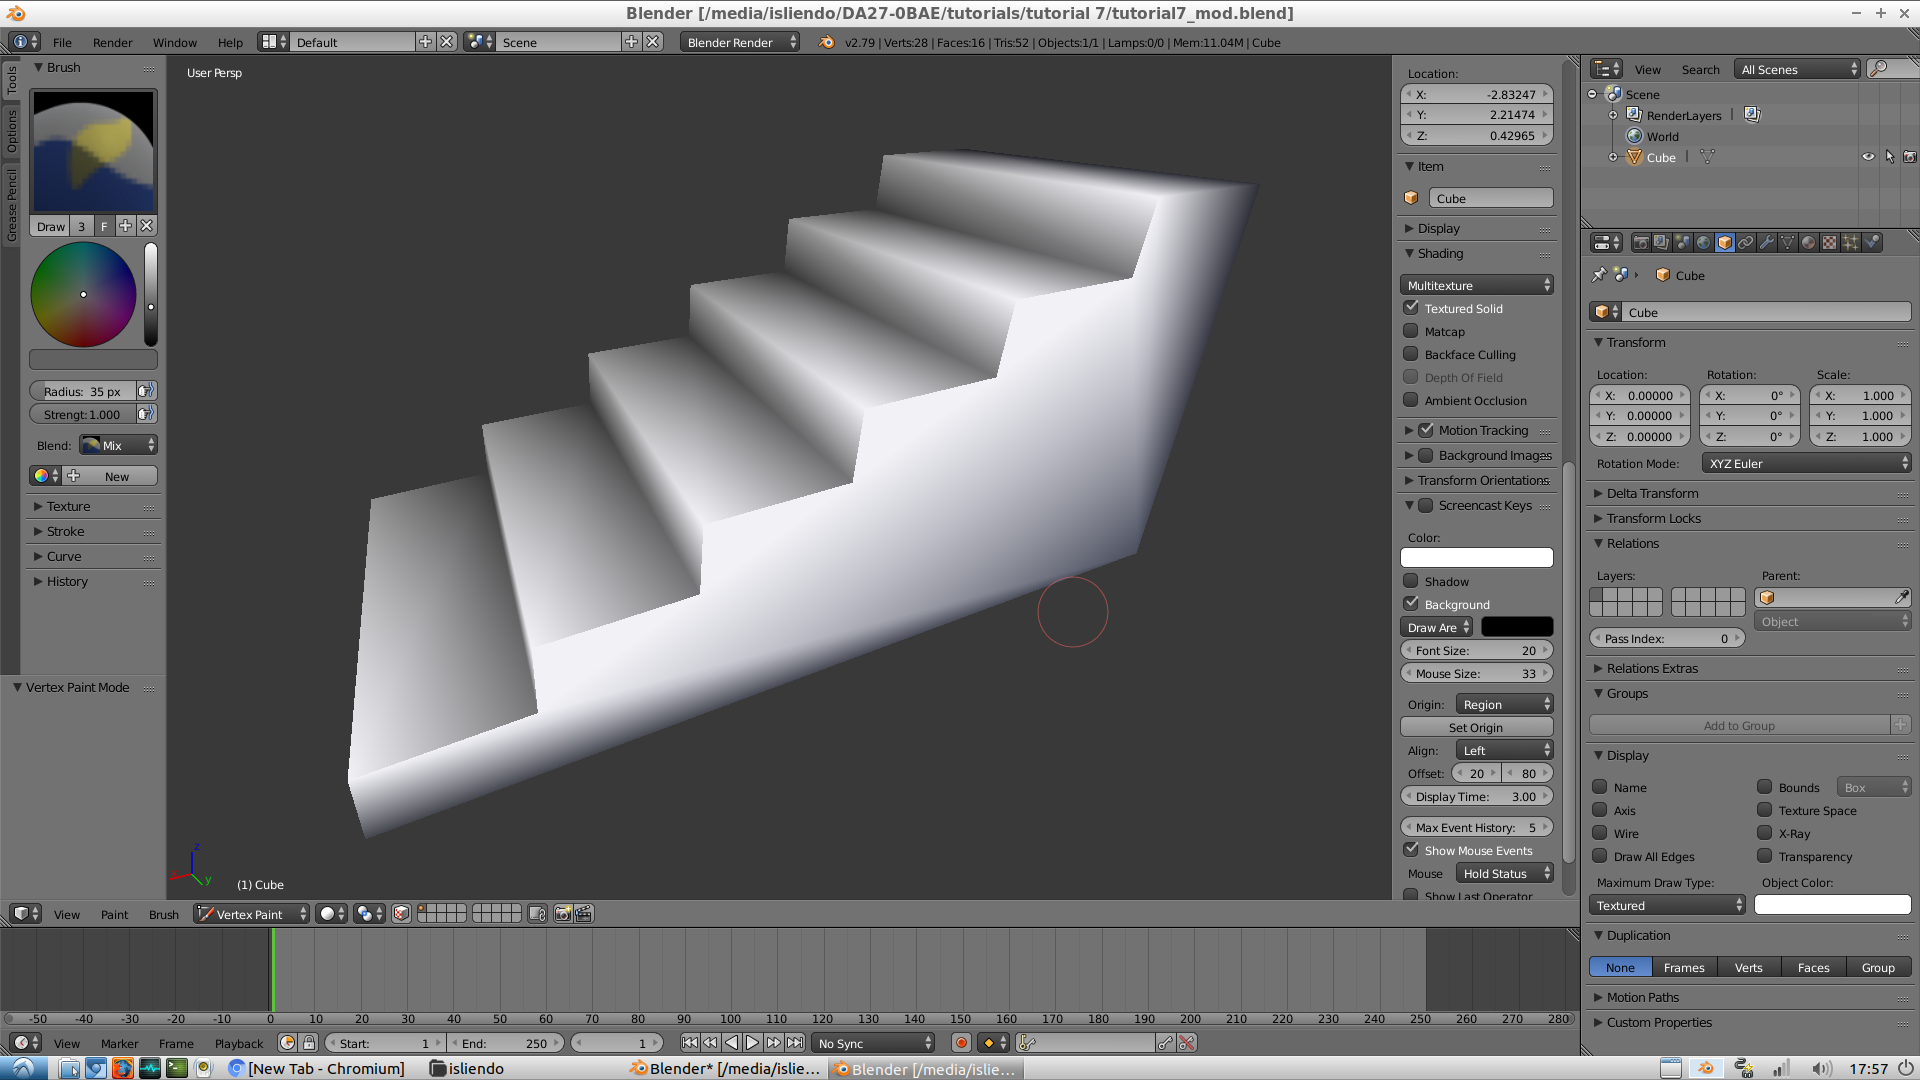 Blender [/media/isliendo/DA27-0BAE/tutorials/tutorial 7/tutorial7_mod.blend]
File Render Window Help Default Scene Blender Render v2.79 | Verts:28 | Faces:16 | Tris:52 | Objects:1/1 | Lamps:0/0 | Mem:11.04M | Cube
Tools
Options
Grease Pencil
Brush
Draw 3 F
Radius: 35 px
Strengt: 1.000
Blend: Mix
New
Texture
Stroke
Curve
History
Vertex Paint Mode
User Persp
(1) Cube
z
y
Location:
X: -2.83247
Y: 2.21474
Z: 0.42965
Item
Cube
Display
Shading
Multitexture
Textured Solid
Matcap
Backface Culling
Depth Of Field
Ambient Occlusion
Motion Tracking
Background Images
Transform Orientations
Screencast Keys
Color:
Shadow
Background
Draw Are
Font Size: 20
Mouse Size: 33
Origin: Region
Set Origin
Align: Left
Offset: 20 80
Display Time: 3.00
Max Event History: 5
Show Mouse Events
Mouse Hold Status
Show Last Operator
View Search All Scenes
Scene
RenderLayers |
World
Cube |
Cube
Cube
Transform
Location: Rotation: Scale:
X: 0.00000 X: 0° X: 1.000
Y: 0.00000 Y: 0° Y: 1.000
Z: 0.00000 Z: 0° Z: 1.000
Rotation Mode: XYZ Euler
Delta Transform
Transform Locks
Relations
Layers: Parent:
Object
Pass Index: 0
Relations Extras
Groups
Add to Group
Display
Name Bounds Box
Axis Texture Space
Wire X-Ray
Draw All Edges Transparency
Maximum Draw Type: Object Color:
Textured
Duplication
None Frames Verts Faces Group
Motion Paths
Custom Properties
View Paint Brush Vertex Paint
-50 -40 -30 -20 -10 0 10 20 30 40 50 60 70 80 90 100 110 120 130 140 150 160 170 180 190 200 210 220 230 240 250 260 270 280
View Marker Frame Playback Start: 1 End: 250 1 No Sync
[New Tab - Chromium] isliendo Blender* [/media/islie... Blender [/media/islie... 17:57